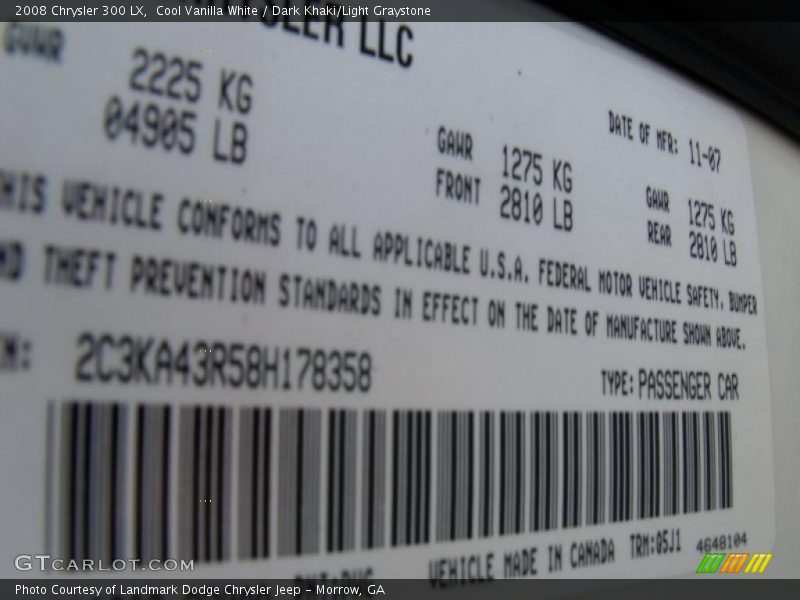 2008 Chrysler 300 LX, Cool Vanilla White / Dark Khaki/Light Graystone
LLC
GVWR
2225 KG
04905 LB
GAWR 1275 KG
FRONT 2810 LB
DATE OF MFR: 11-07
GAWR 1275 KG
REAR 2810 LB
THIS VEHICLE CONFORMS TO ALL APPLICABLE U.S.A. FEDERAL MOTOR VEHICLE SAFETY, BUMPER
AND THEFT PREVENTION STANDARDS IN EFFECT ON THE DATE OF MANUFACTURE SHOWN ABOVE.
2C3KA43R58H178358
TYPE: PASSENGER CAR
VEHICLE MADE IN CANADA TRM:05J1 4648104
GTCARLOT.COM
Photo Courtesy of Landmark Dodge Chrysler Jeep – Morrow, GA